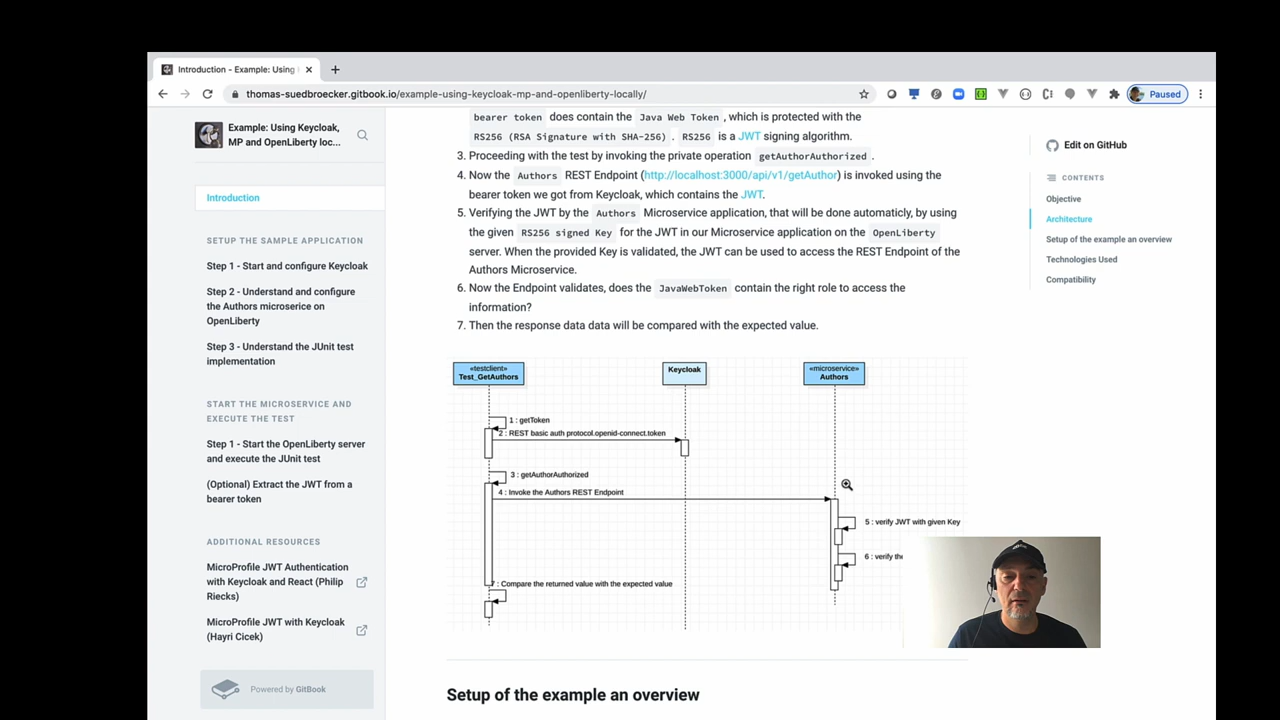 Introduction - Example: Using
thomas-suedbroecker.gitbook.io/example-using-keycloak-mp-and-openliberty-locally/
Paused
Example: Using Keycloak,
MP and OpenLiberty loc...
Introduction
SETUP THE SAMPLE APPLICATION
Step 1 - Start and configure Keycloak
Step 2 - Understand and configure
the Authors microserice on
OpenLiberty
Step 3 - Understand the JUnit test
implementation
START THE MICROSERVICE AND
EXECUTE THE TEST
Step 1 - Start the OpenLiberty server
and execute the JUnit test
(Optional) Extract the JWT from a
bearer token
ADDITIONAL RESOURCES
MicroProfile JWT Authentication
with Keycloak and React (Philip
Riecks)
MicroProfile JWT with Keycloak
(Hayri Cicek)
Powered by GitBook
bearer token does contain the Java Web Token, which is protected with the
RS256 (RSA Signature with SHA-256). RS256 is a JWT signing algorithm.
3. Proceeding with the test by invoking the private operation getAuthorAuthorized.
4. Now the Authors REST Endpoint (http://localhost:3000/api/v1/getAuthor) is invoked using the
bearer token we got from Keycloak, which contains the JWT.
5. Verifying the JWT by the Authors Microservice application, that will be done automaticly, by using
the given RS256 signed Key for the JWT in our Microservice application on the OpenLiberty
server. When the provided Key is validated, the JWT can be used to access the REST Endpoint of the
Authors Microservice.
6. Now the Endpoint validates, does the JavaWebToken contain the right role to access the
information?
7. Then the response data data will be compared with the expected value.
«testclient»
Test_GetAuthors
Keycloak
«microservice»
Authors
1 : getToken
2 : REST basic auth protocol.openid-connect.token
3 : getAuthorAuthorized
4 : Invoke the Authors REST Endpoint
5 : verify JWT with given Key
6 : verify the
7 : Compare the returned value with the expected value
Setup of the example an overview
Edit on GitHub
CONTENTS
Objective
Architecture
Setup of the example an overview
Technologies Used
Compatibility